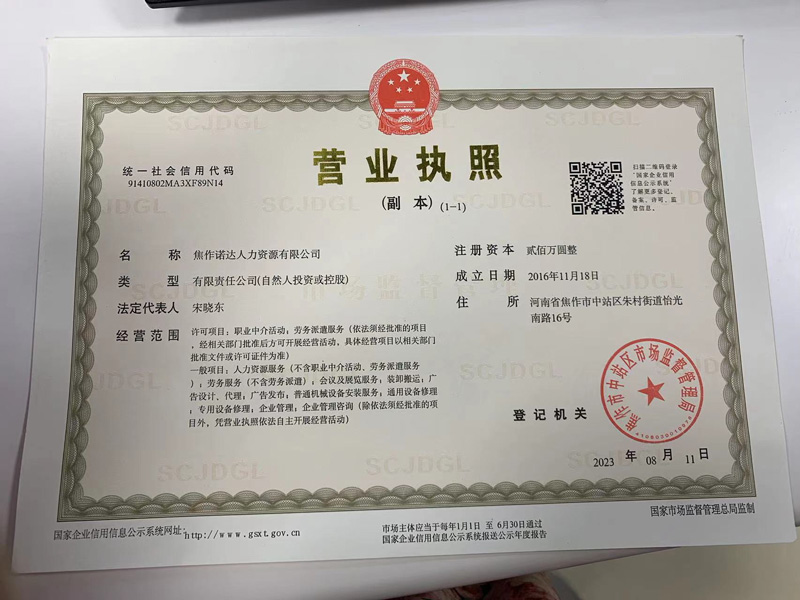 营业执照
(副 本) (1-1)
统一社会信用代码
91410802MA3XF89N14
扫描二维码登录
'国家企业信用
信息公示系统'
了解更多登记、
备案、许可、监
管信息。
名 称 焦作诺达人力资源有限公司
类 型 有限责任公司(自然人投资或控股)
法定代表人 宋晓东
经营范围 许可项目：职业中介活动；劳务派遣服务（依法须经批准的项目
，经相关部门批准后方可开展经营活动，具体经营项目以相关部门
批准文件或许可证件为准）
一般项目：人力资源服务（不含职业中介活动、劳务派遣服务
）；劳务服务（不含劳务派遣）；会议及展览服务；装卸搬运；广
告设计、代理；广告发布；普通机械设备安装服务；通用设备修理
；专用设备修理；企业管理；企业管理咨询（除依法须经批准的项
目外，凭营业执照依法自主开展经营活动）
注册资本 贰佰万圆整
成立日期 2016年11月18日
住 所 河南省焦作市中站区朱村街道怡光
南路16号
登记机关
焦作市中站区市场监督管理局
2023 年 08 月 11 日
国家企业信用信息公示系统网址：http://www.gsxt.gov.cn
市场主体应当于每年1月1日 至 6月30日通过
国家企业信用信息公示系统报送公示年度报告
国家市场监督管理总局监制
SCJDGL
SCJDGL
SCJDGL
SCJDGL
SCJDGL
SCJDGL
SCJDGL
市场监督管理